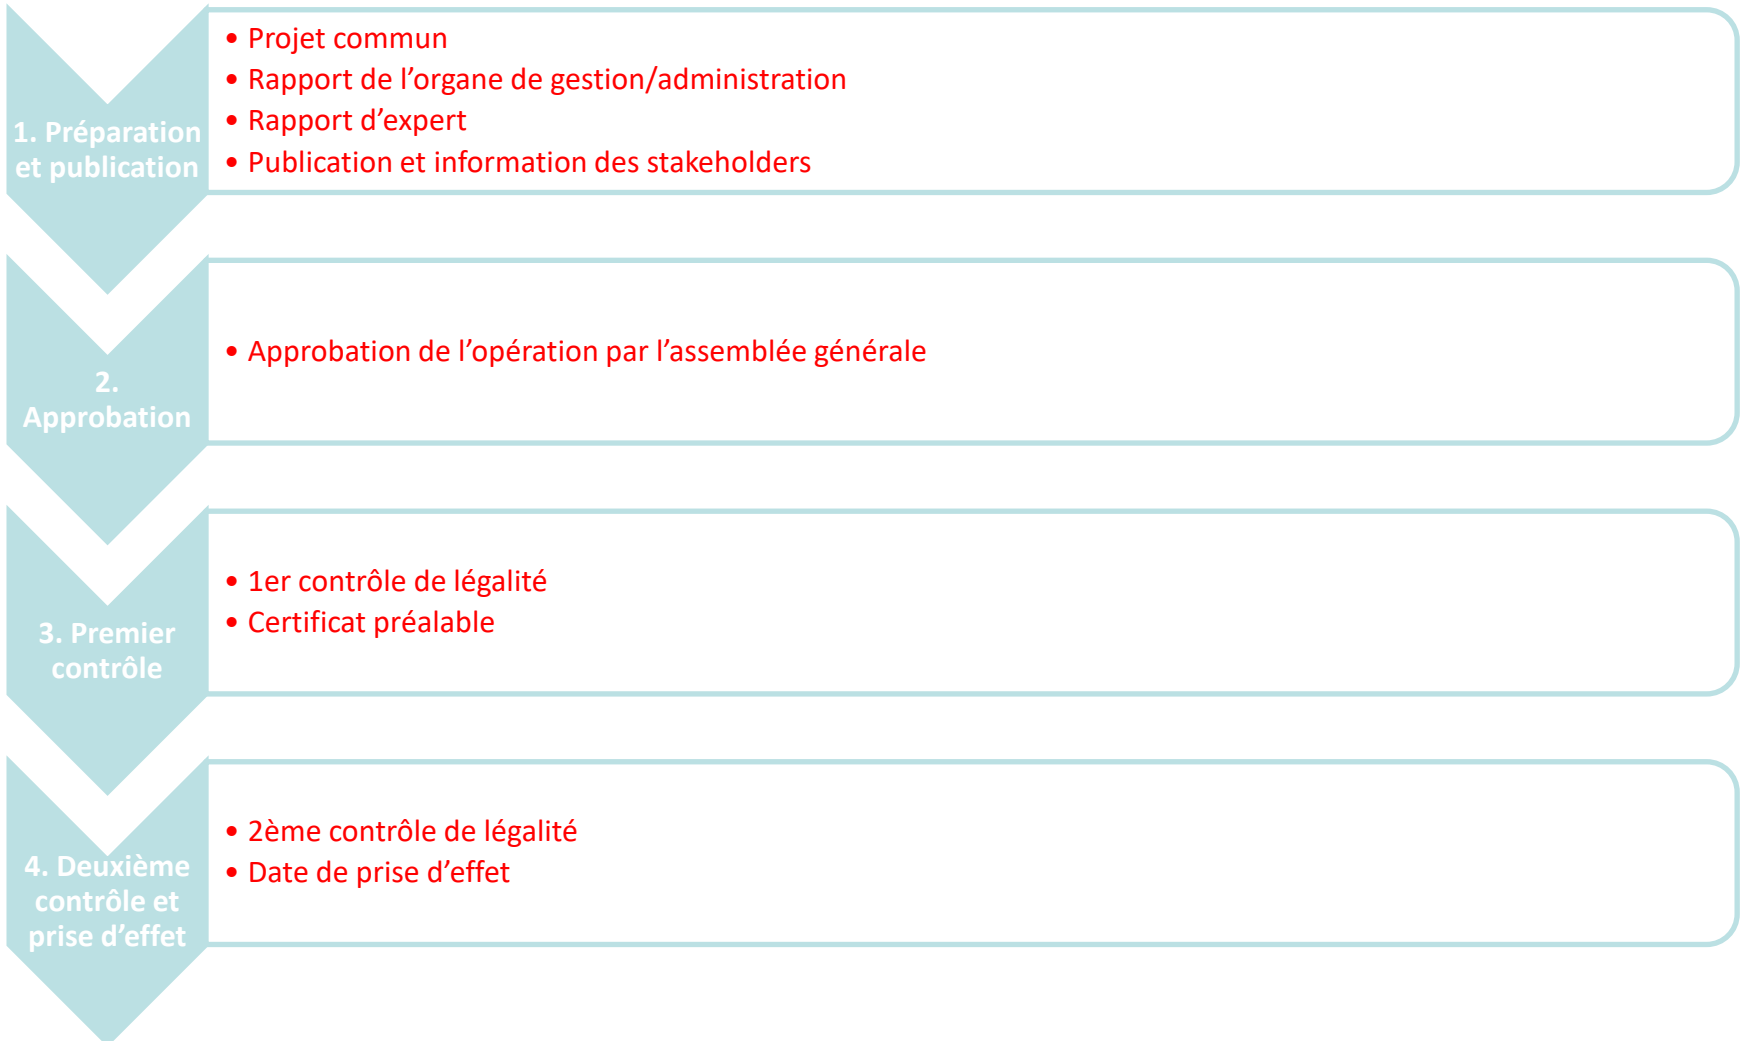 1. Préparation
et publication
• Projet commun
• Rapport de l’organe de gestion/administration
• Rapport d’expert
• Publication et information des stakeholders
2.
Approbation
• Approbation de l’opération par l’assemblée générale
3. Premier
contrôle
• 1er contrôle de légalité
• Certificat préalable
4. Deuxième
contrôle et
prise d’effet
• 2ème contrôle de légalité
• Date de prise d’effet